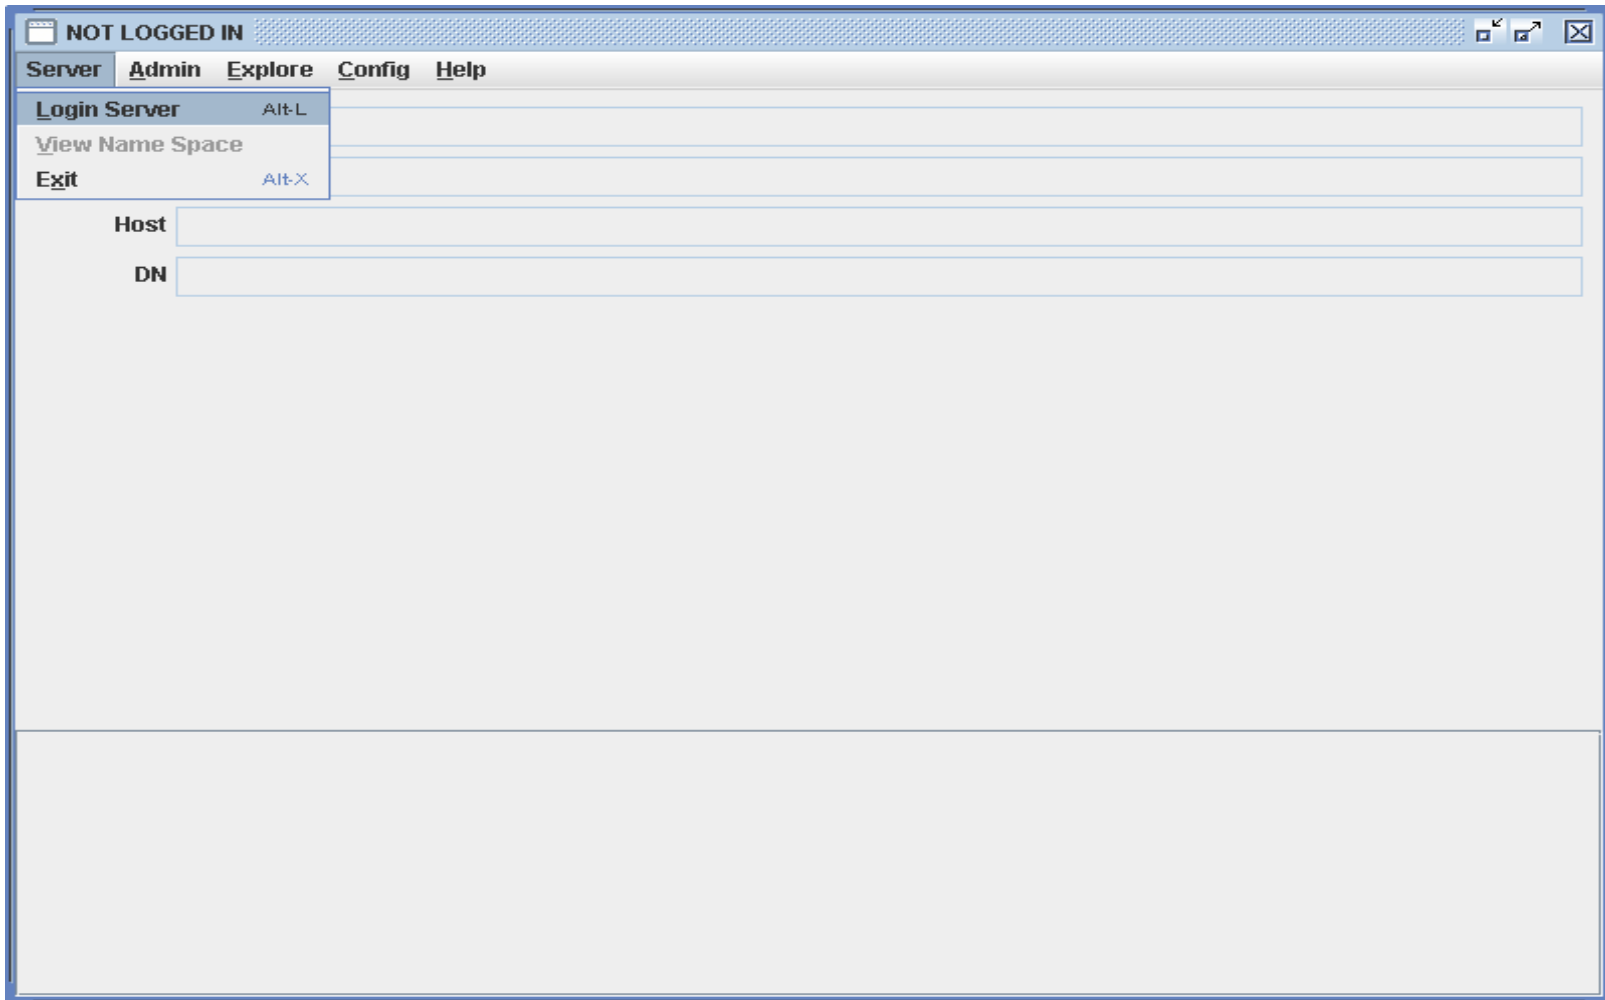 NOT LOGGED IN
Server Admin Explore Config Help
Login Server Alt-L
View Name Space
Exit Alt-X
Host
DN